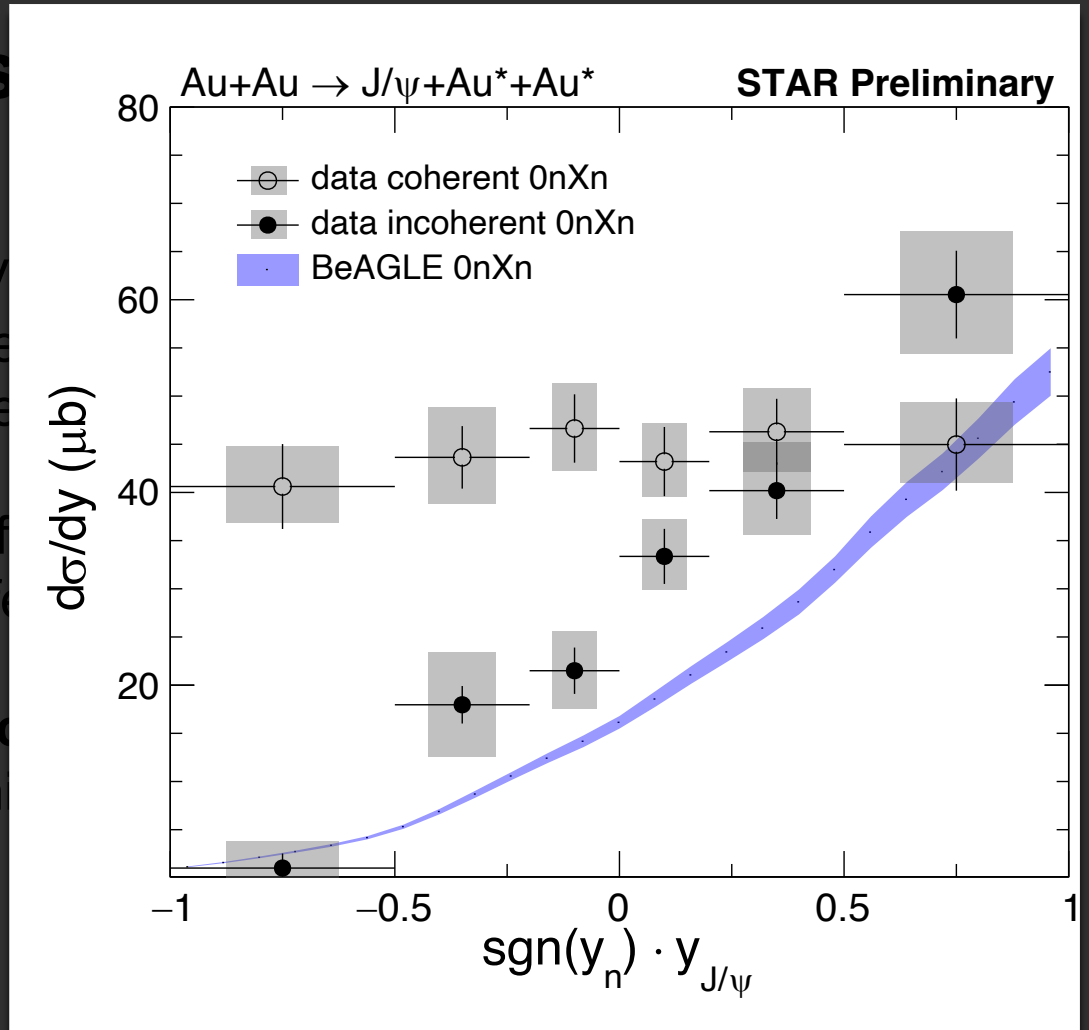 Au+Au → J/ψ+Au*+Au*
STAR Preliminary
80
data coherent 0nXn
data incoherent 0nXn
BeAGLE 0nXn
60
40
20
dσ/dy (μb)
−1
−0.5
0
0.5
1
sgn(yₙ) · y_J/ψ